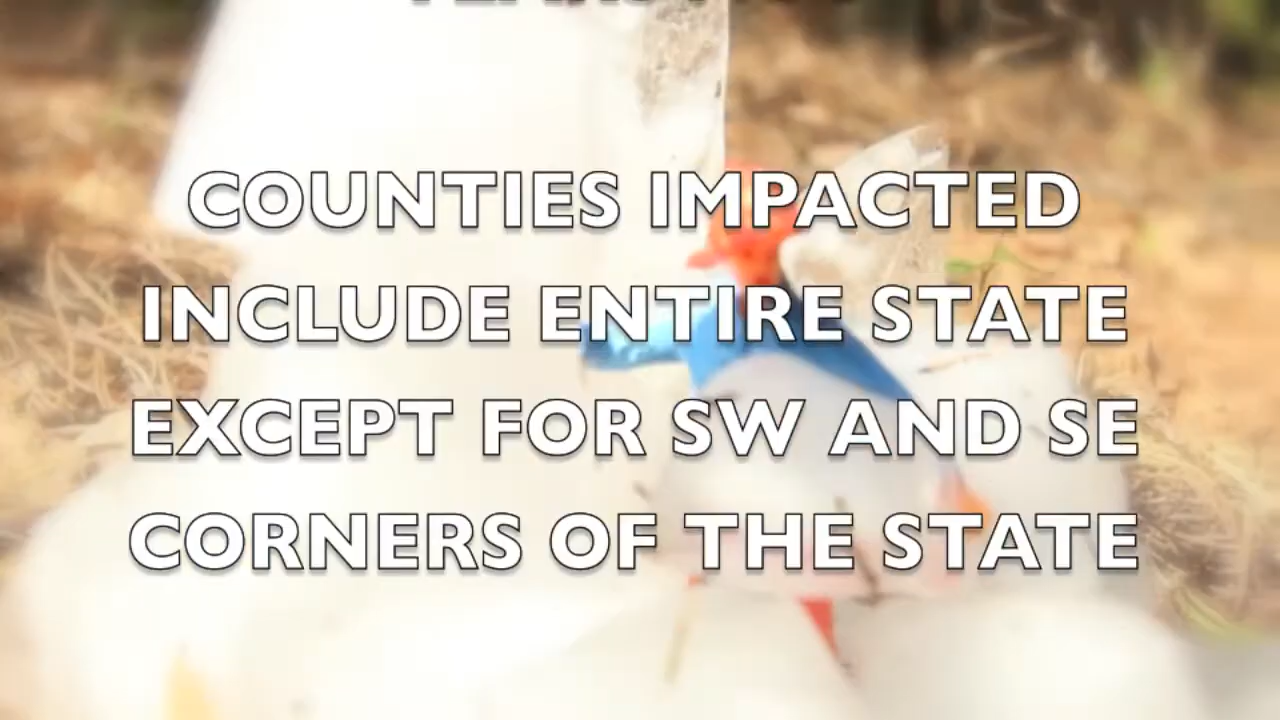 COUNTIES IMPACTED
INCLUDE ENTIRE STATE
EXCEPT FOR SW AND SE
CORNERS OF THE STATE